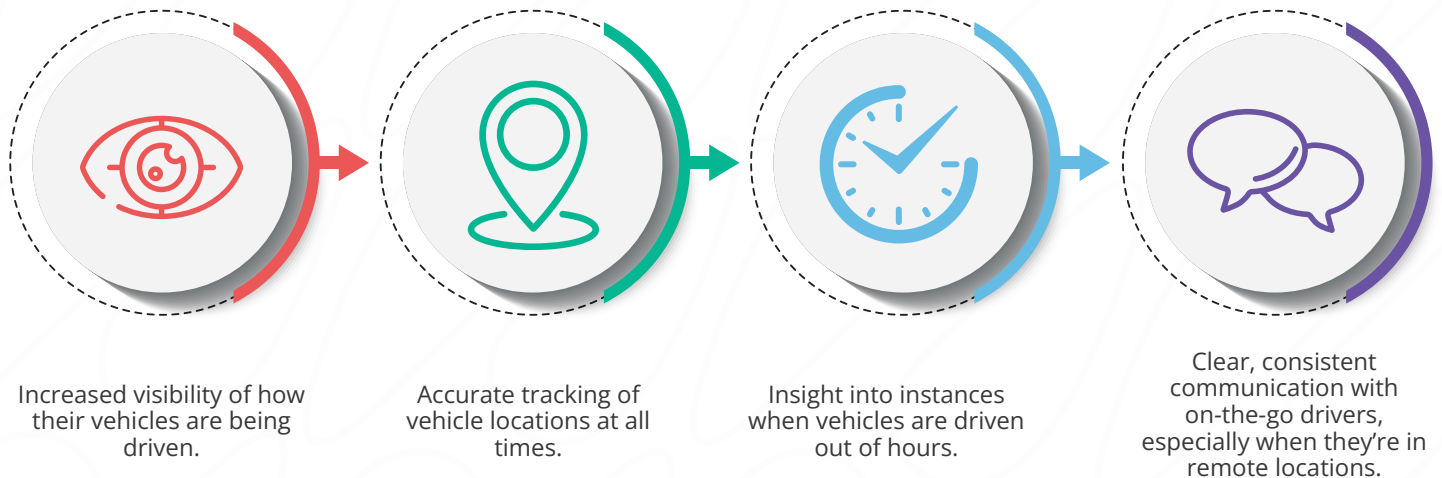 Increased visibility of how
their vehicles are being
driven.
Accurate tracking of
vehicle locations at all
times.
Insight into instances
when vehicles are driven
out of hours.
Clear, consistent
communication with
on-the-go drivers,
especially when they’re in
remote locations.